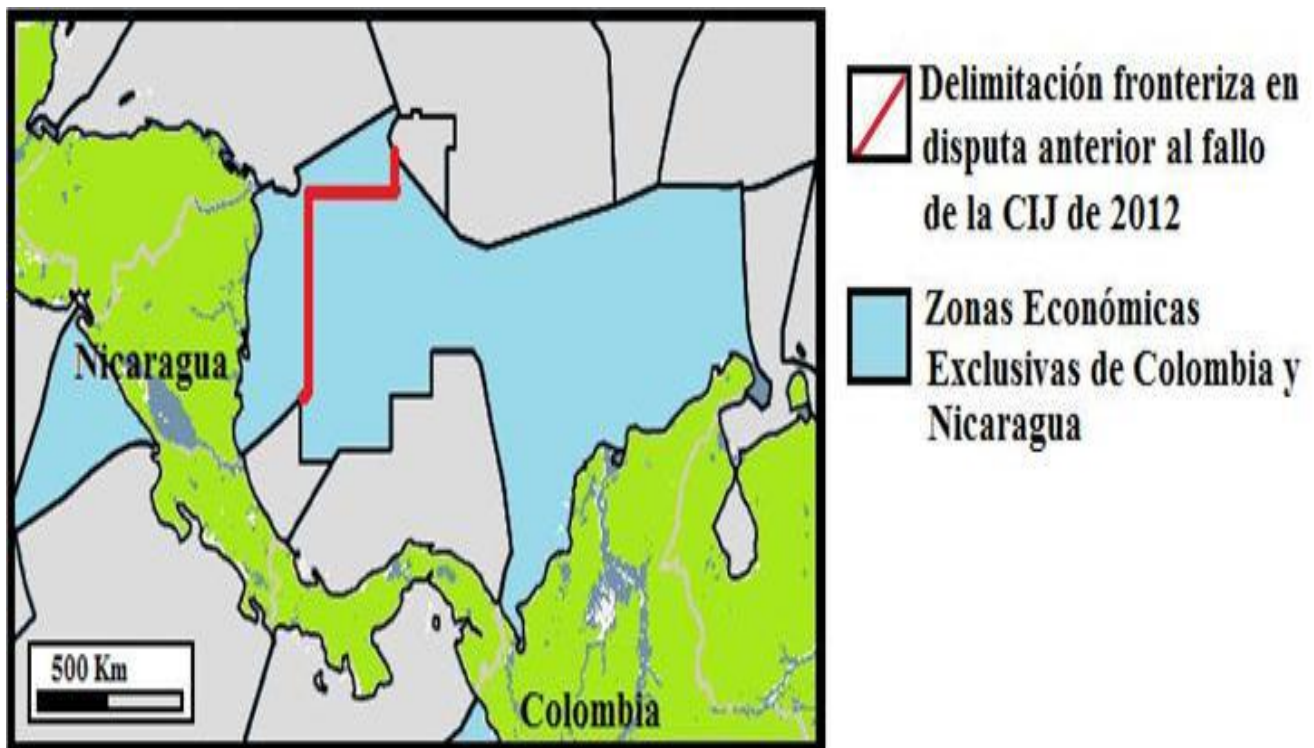 Nicaragua
Colombia
500 Km
Delimitación fronteriza en
disputa anterior al fallo
de la CIJ de 2012
Zonas Económicas
Exclusivas de Colombia y
Nicaragua